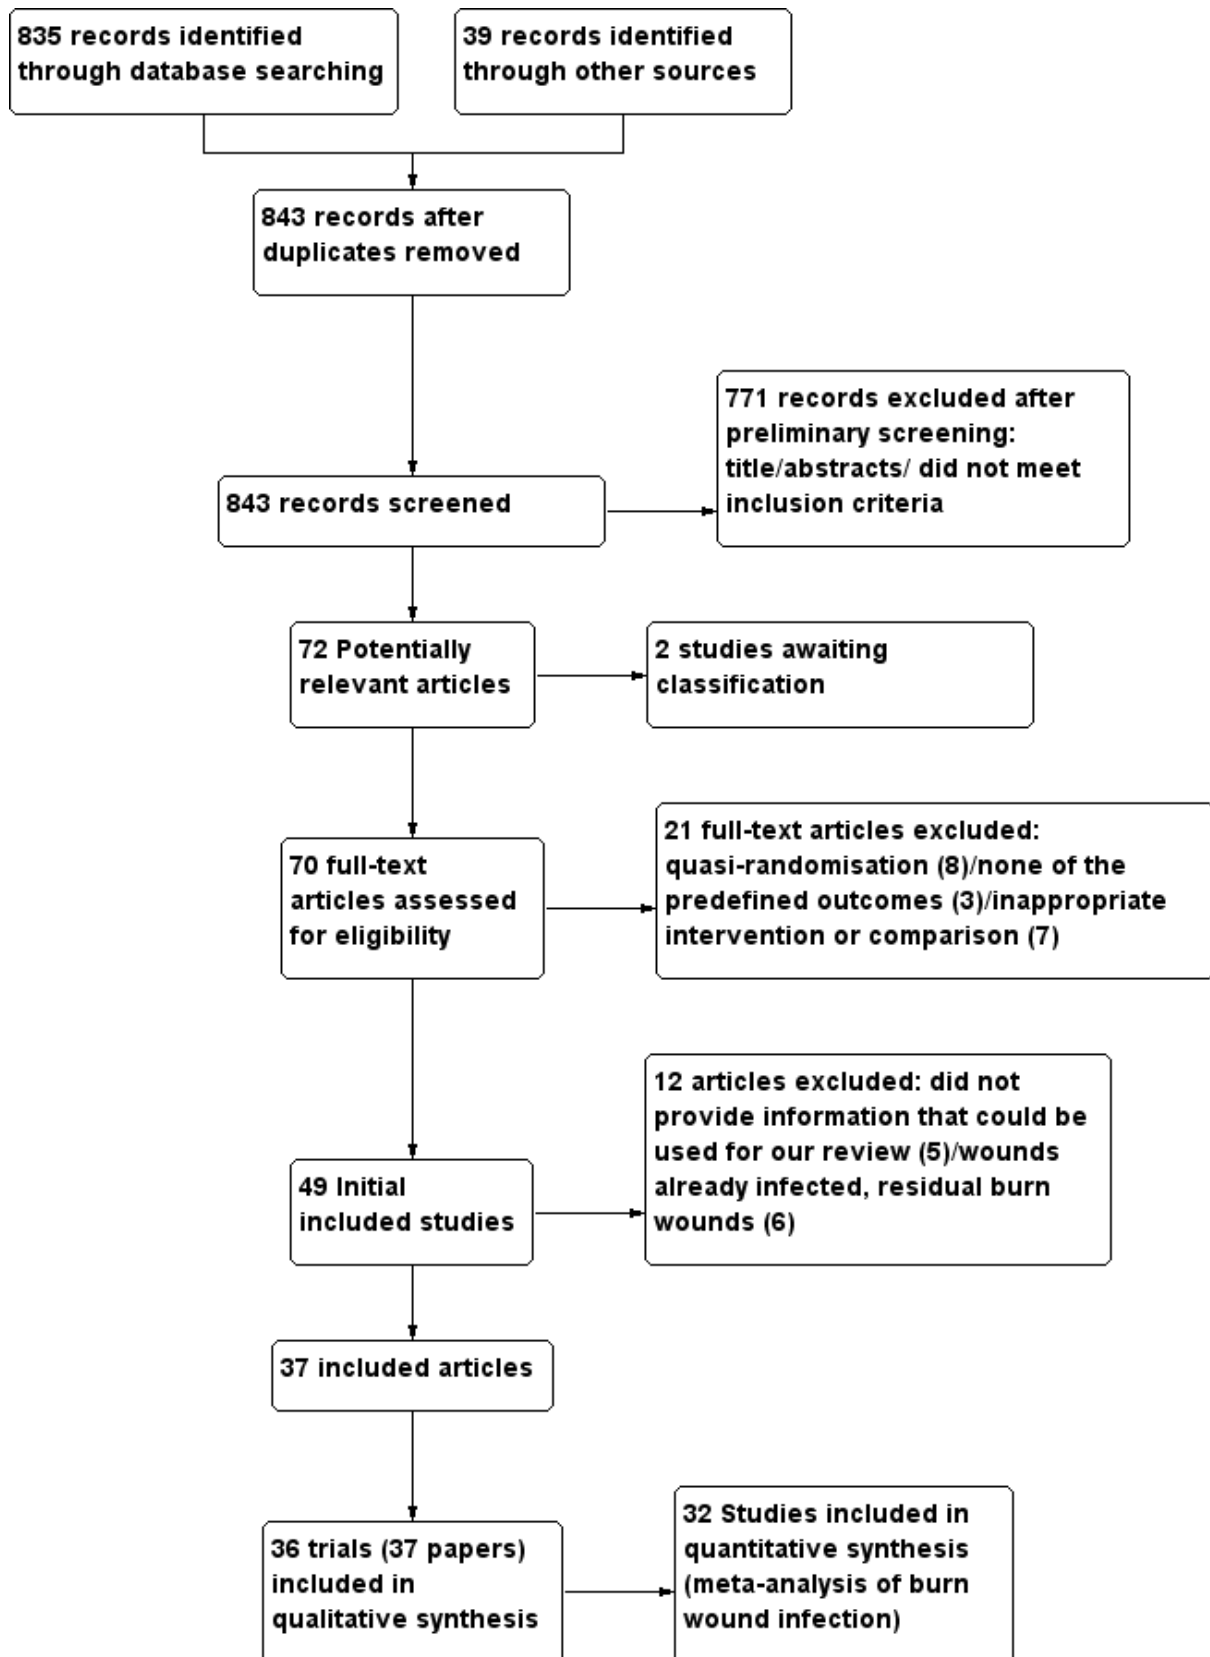 835 records identified
through database searching
39 records identified
through other sources
843 records after
duplicates removed
771 records excluded after
preliminary screening:
title/abstracts/ did not meet
inclusion criteria
843 records screened
72 Potentially
relevant articles
2 studies awaiting
classification
21 full-text articles excluded:
quasi-randomisation (8)/none of the
predefined outcomes (3)/inappropriate
intervention or comparison (7)
70 full-text
articles assessed
for eligibility
12 articles excluded: did not
provide information that could be
used for our review (5)/wounds
already infected, residual burn
wounds (6)
49 Initial
included studies
37 included articles
36 trials (37 papers)
included in
qualitative synthesis
32 Studies included in
quantitative synthesis
(meta-analysis of burn
wound infection)